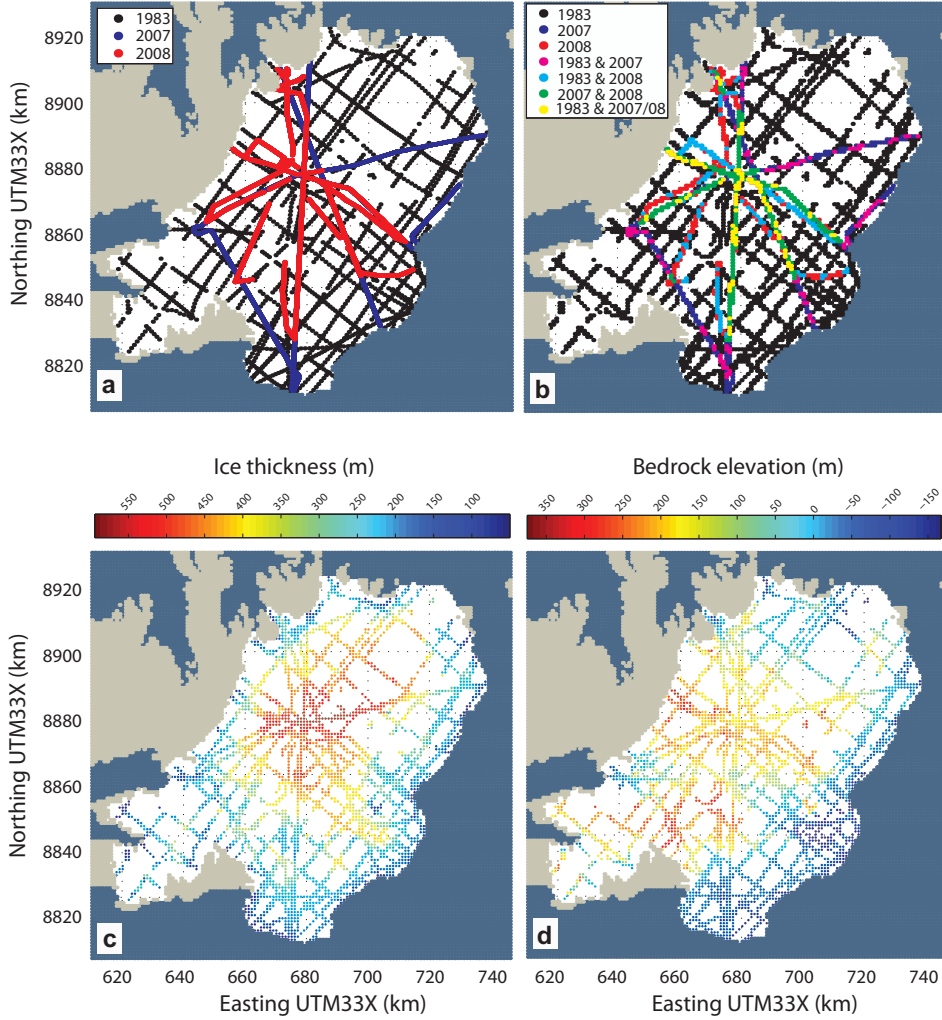 1983
2007
2008
1983
2007
2008
1983 & 2007
1983 & 2008
2007 & 2008
1983 & 2007/08
8920
8900
8880
8860
8840
8820
Northing UTM33X (km)
a
b
Ice thickness (m)
Bedrock elevation (m)
550 500 450 400 350 300 250 200 150 100
350 300 250 200 150 100 50 0 -50 -100 -150
8920
8900
8880
8860
8840
8820
Northing UTM33X (km)
c
d
620 640 660 680 700 720 740
620 640 660 680 700 720 740
Easting UTM33X (km)
Easting UTM33X (km)